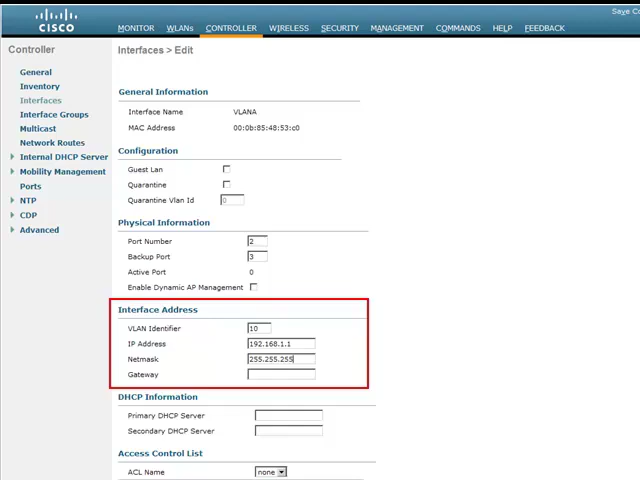 Save Co
CISCO
MONITOR WLANs CONTROLLER WIRELESS SECURITY MANAGEMENT COMMANDS HELP FEEDBACK
Controller
Interfaces > Edit
General
Inventory
Interfaces
Interface Groups
Multicast
Network Routes
Internal DHCP Server
Mobility Management
Ports
NTP
CDP
Advanced
General Information
Interface Name VLANA
MAC Address 00:0b:85:48:53:c0
Configuration
Guest Lan
Quarantine
Quarantine Vlan Id 0
Physical Information
Port Number 2
Backup Port 3
Active Port 0
Enable Dynamic AP Management
Interface Address
VLAN Identifier 10
IP Address 192.168.1.1
Netmask 255.255.255
Gateway
DHCP Information
Primary DHCP Server
Secondary DHCP Server
Access Control List
ACL Name none